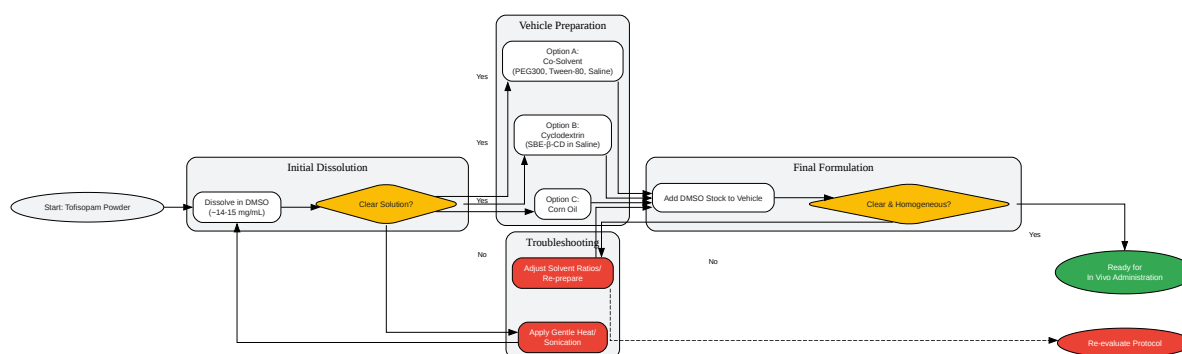 Vehicle Preparation
Option A:
Co-Solvent
(PEG300, Tween-80, Saline)
Yes
Option B:
Cyclodextrin
(SBE-β-CD in Saline)
Yes
Initial Dissolution
Final Formulation
Start: Tofisopam Powder
Dissolve in DMSO
(~14-15 mg/mL)
Clear Solution?
Yes
Option C:
Corn Oil
Add DMSO Stock to Vehicle
Clear & Homogeneous?
Yes
Troubleshooting
No
No
Adjust Solvent Ratios/
Re-prepare
Ready for
In Vivo Administration
Apply Gentle Heat/
Sonication
Re-evaluate Protocol